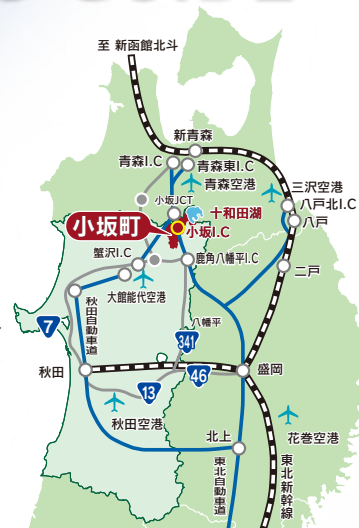 至 新函館北斗
新青森
青森I.C
青森東I.C
青森空港
三沢空港
小坂JCT
十和田湖
八戸北I.C
小坂町
小坂I.C
八戸
蟹沢I.C
鹿角八幡平I.C
二戸
大館能代空港
7
秋田自動車道
八幡平
341
秋田
46
盛岡
13
秋田空港
花巻空港
北上
東北自動車道
東北新幹線